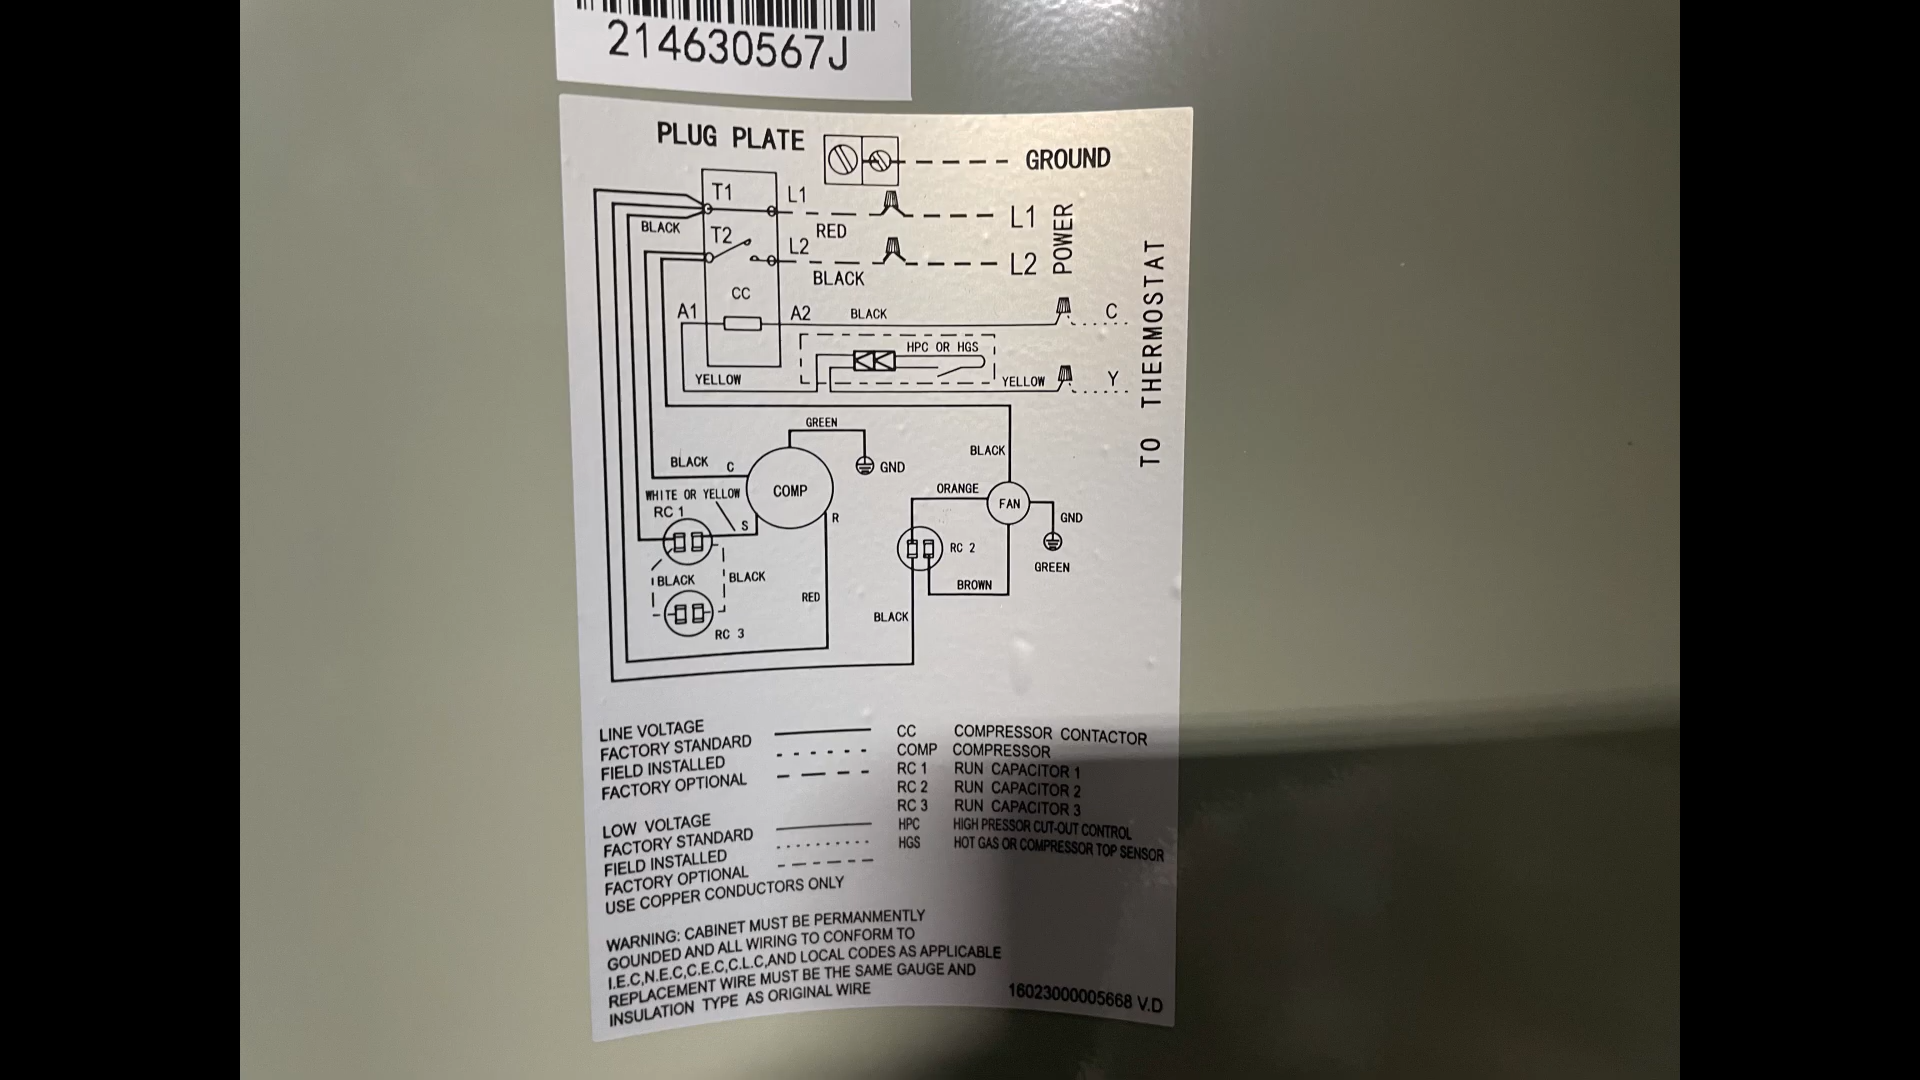 214630567J
PLUG PLATE
GROUND
T1
L1
L1
BLACK
RED
T2
L2
L2
BLACK
POWER
CC
A1
A2
BLACK
C
HPC OR HGS
YELLOW
YELLOW
Y
TO THERMOSTAT
GREEN
BLACK
BLACK
C
GND
COMP
ORANGE
WHITE OR YELLOW
FAN
RC 1
S
R
GND
RC 2
GREEN
BLACK
BLACK
BROWN
RED
BLACK
RC 3
LINE VOLTAGE
FACTORY STANDARD
FIELD INSTALLED
FACTORY OPTIONAL
LOW VOLTAGE
FACTORY STANDARD
FIELD INSTALLED
FACTORY OPTIONAL
USE COPPER CONDUCTORS ONLY
CC COMPRESSOR CONTACTOR
COMP COMPRESSOR
RC 1 RUN CAPACITOR 1
RC 2 RUN CAPACITOR 2
RC 3 RUN CAPACITOR 3
HPC HIGH PRESSOR CUT-OUT CONTROL
HGS HOT GAS OR COMPRESSOR TOP SENSOR
WARNING: CABINET MUST BE PERMANMENTLY
GOUNDED AND ALL WIRING TO CONFORM TO
I.E.C,N.E.C,C.E.C,C.L.C,AND LOCAL CODES AS APPLICABLE
REPLACEMENT WIRE MUST BE THE SAME GAUGE AND
INSULATION TYPE AS ORIGINAL WIRE
16023000005668 V.D